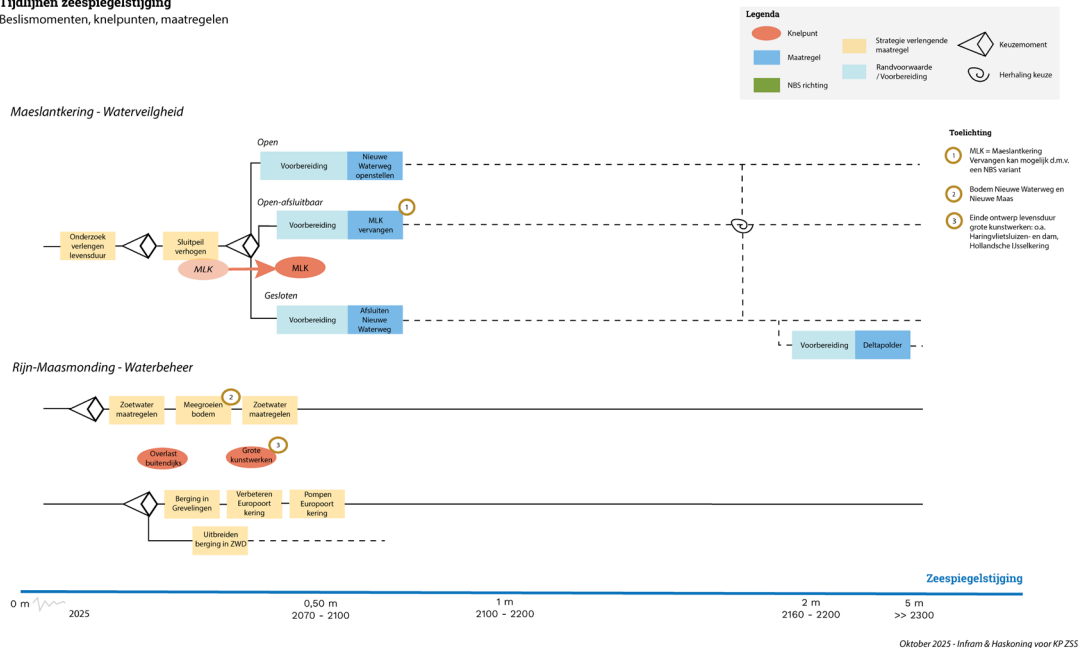 Tijdlijnen zeespiegelstijging
Beslismomenten, knelpunten, maatregelen
Legenda
Knelpunt
Maatregel
NBS richting
Strategie verlengende
maatregel
Randvoorwaarde
/ Voorbereiding
Keuzemoment
Herhaling keuze
Maeslantkering - Waterveiligheid
Open
Voorbereiding
Nieuwe
Waterweg
openstellen
Open-afsluitbaar
1
Voorbereiding
MLK
vervangen
Onderzoek
verlengen
levensduur
Sluitpeil
verhogen
MLK
MLK
Gesloten
Voorbereiding
Afsluiten
Nieuwe
Waterweg
Voorbereiding
Deltapolder
Toelichting
1
MLK = Maeslantkering
Vervangen kan mogelijk d.m.v.
een NBS variant
2
Bodem Nieuwe Waterweg en
Nieuwe Maas
3
Einde ontwerp levensduur
grote kunstwerken: o.a.
Haringvlietsluizen- en dam,
Hollandsche IJsselkering
Rijn-Maasmonding - Waterbeheer
Zoetwater
maatregelen
Meegroeien
bodem
2
Zoetwater
maatregelen
Overlast
buitendijks
Grote
kunstwerken
3
Berging in
Grevelingen
Verbeteren
Europoort
kering
Pompen
Europoort
kering
Uitbreiden
berging in ZWD
Zeespiegelstijging
0 m
2025
0,50 m
2070 - 2100
1 m
2100 - 2200
2 m
2160 - 2200
5 m
>> 2300
Oktober 2025 - Infram & Haskoning voor KP ZSS